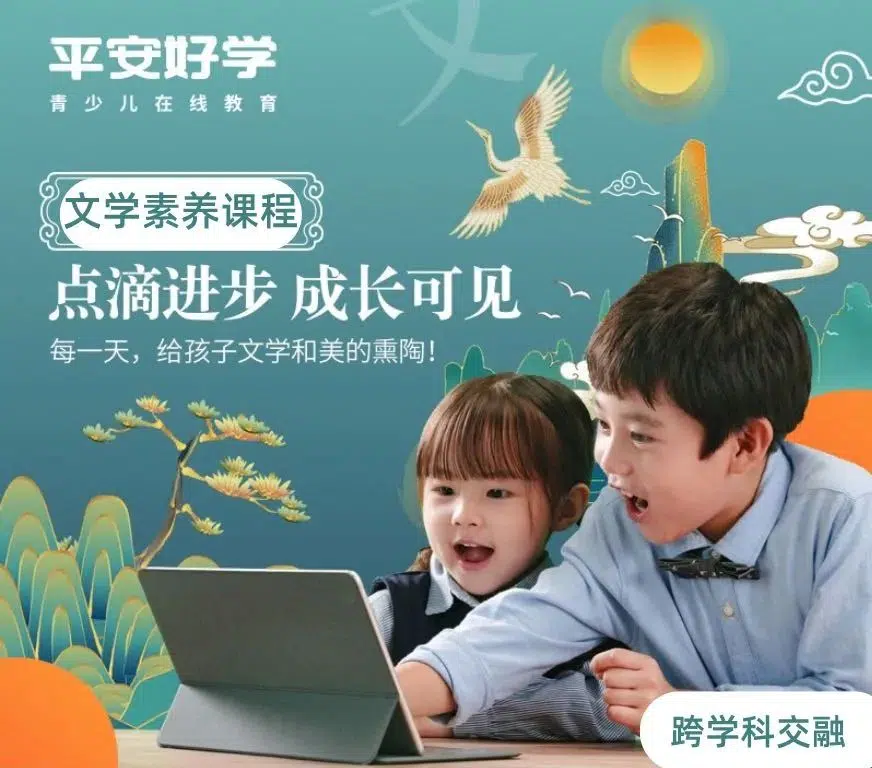 平安好学
青少儿在线教育
文学素养课程
点滴进步 成长可见
每一天，给孩子文学和美的熏陶！
跨学科交融